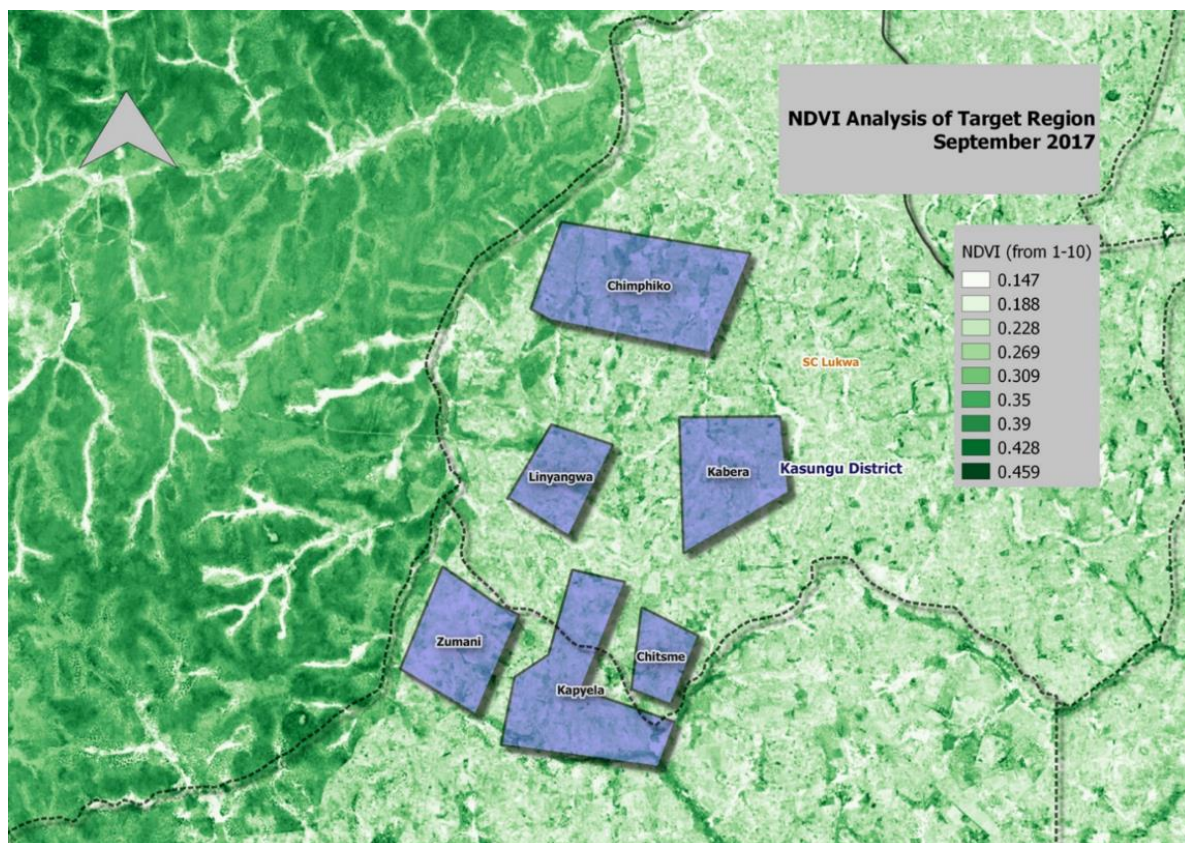 NDVI Analysis of Target Region
September 2017
NDVI (from 1-10)
0.147
0.188
0.228
0.269
0.309
0.35
0.39
0.428
0.459
Chimphiko
SC Lukwa
Linyangwa
Kabera
Kasungu District
Zumani
Chitsme
Kapyela